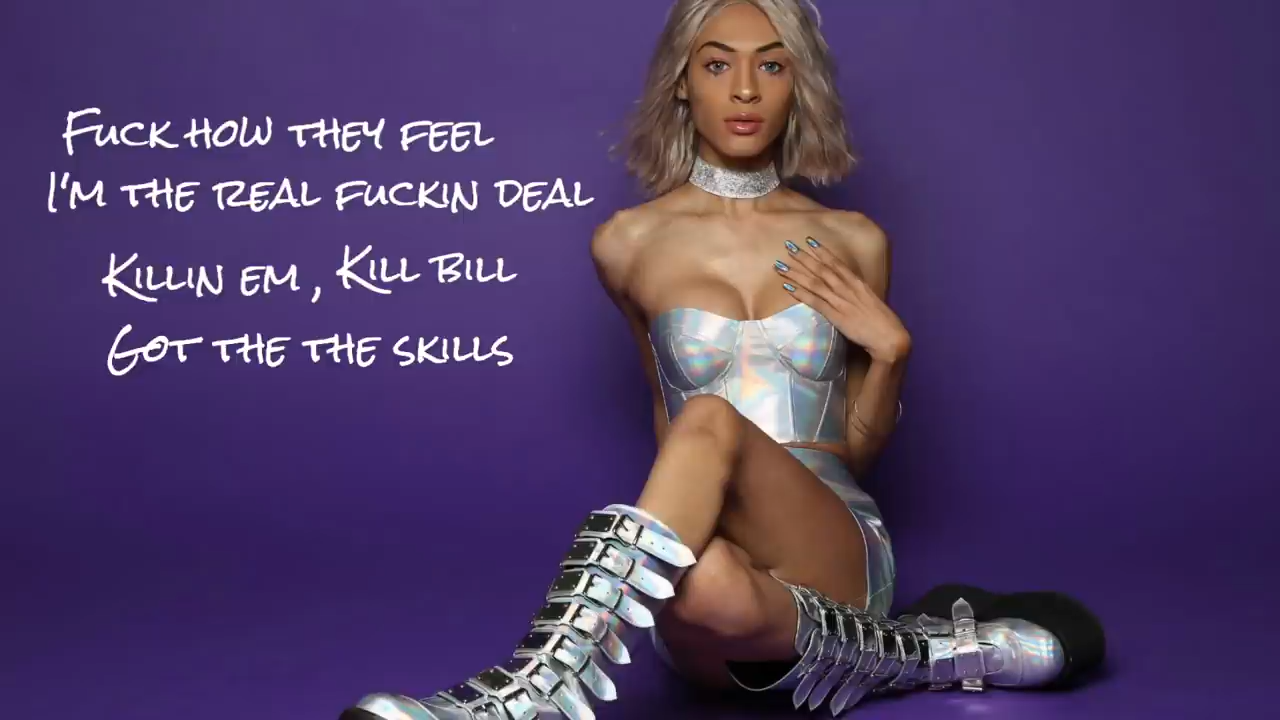 Fuck how they feel
I'm the real fuckin deal
Killin em, Kill bill
Got the the skills